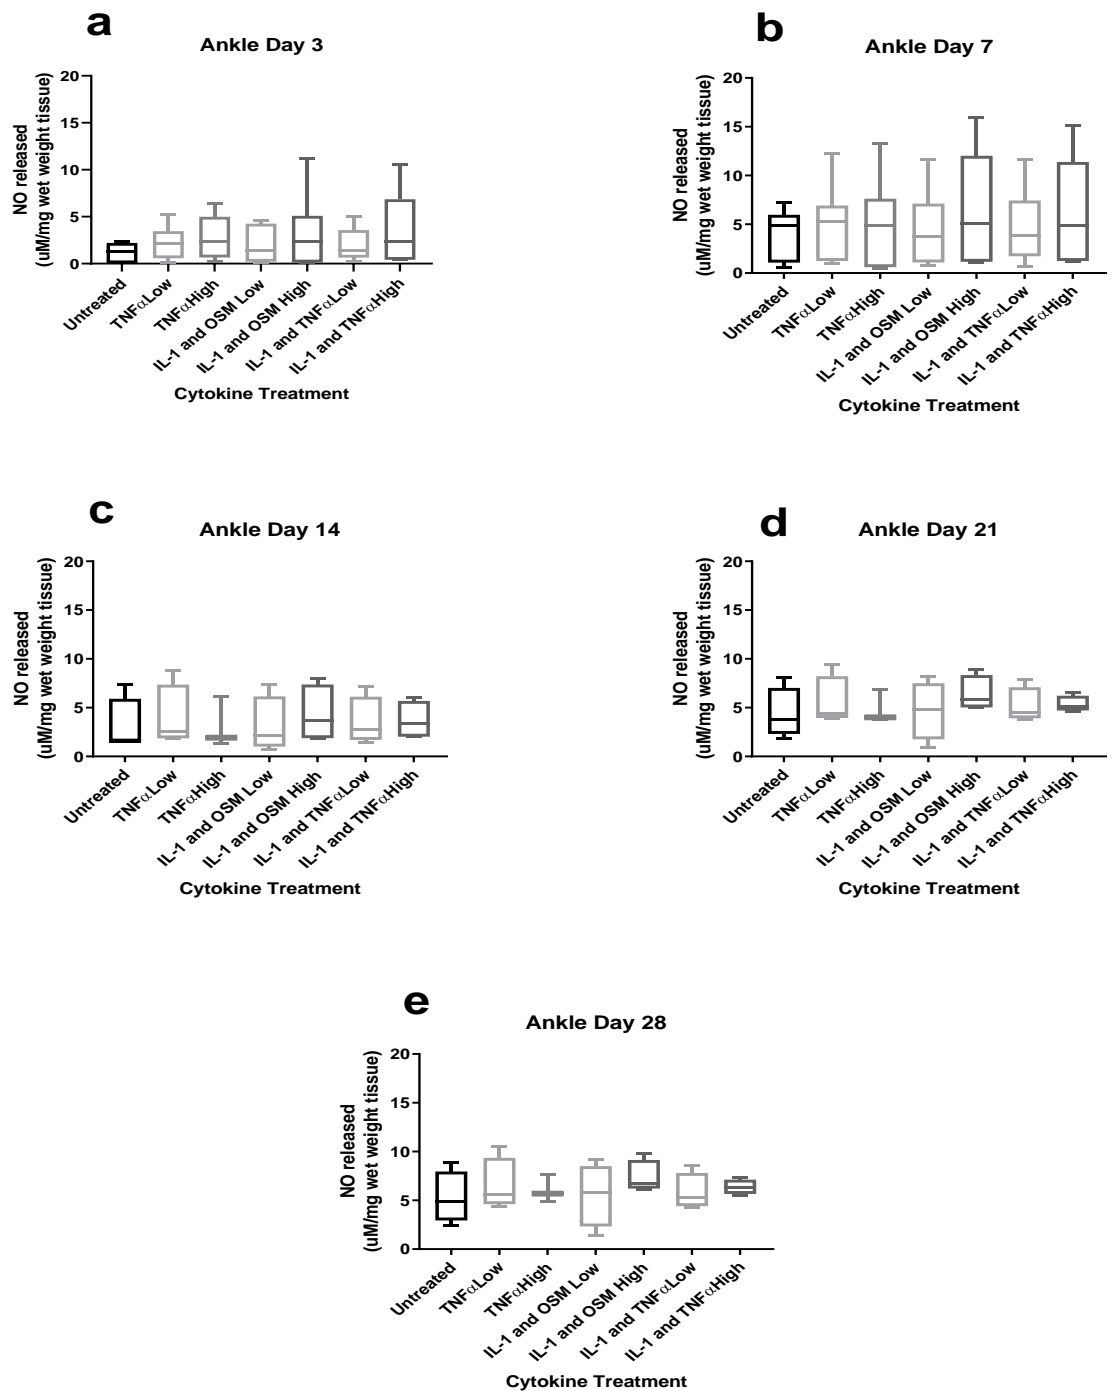 a
Ankle Day 3
NO released
(uM/mg wet weight tissue)
20
15
10
5
0
Untreated
TNFαLow
TNFαHigh
IL-1 and OSM Low
IL-1 and OSM High
IL-1 and TNFαLow
IL-1 and TNFαHigh
Cytokine Treatment
b
Ankle Day 7
NO released
(uM/mg wet weight tissue)
20
15
10
5
0
Untreated
TNFαLow
TNFαHigh
IL-1 and OSM Low
IL-1 and OSM High
IL-1 and TNFαLow
IL-1 and TNFαHigh
Cytokine Treatment
c
Ankle Day 14
NO released
(uM/mg wet weight tissue)
20
15
10
5
0
Untreated
TNFαLow
TNFαHigh
IL-1 and OSM Low
IL-1 and OSM High
IL-1 and TNFαLow
IL-1 and TNFαHigh
Cytokine Treatment
d
Ankle Day 21
NO released
(uM/mg wet weight tissue)
20
15
10
5
0
Untreated
TNFαLow
TNFαHigh
IL-1 and OSM Low
IL-1 and OSM High
IL-1 and TNFαLow
IL-1 and TNFαHigh
Cytokine Treatment
e
Ankle Day 28
NO released
(uM/mg wet weight tissue)
20
15
10
5
0
Untreated
TNFαLow
TNFαHigh
IL-1 and OSM Low
IL-1 and OSM High
IL-1 and TNFαLow
IL-1 and TNFαHigh
Cytokine Treatment